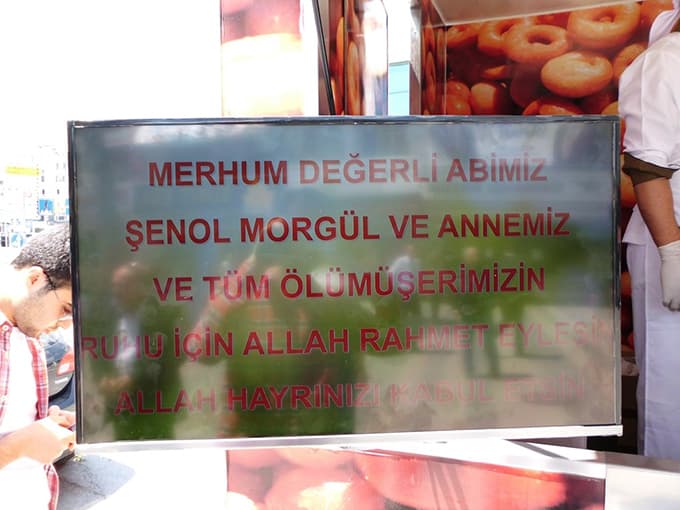 MERHUM DEĞERLİ ABİMİZ
ŞENOL MORGÜL VE ANNEMİZ
VE TÜM ÖLÜMÜŞERİMİZİN
RUHU İÇİN ALLAH RAHMET EYLESİN
ALLAH HAYRINIZI KABUL ETSİN